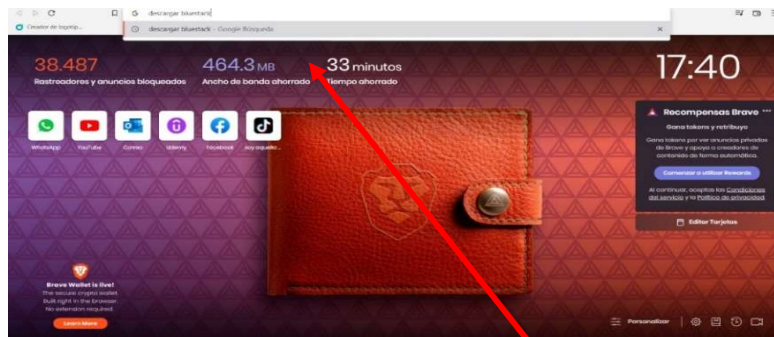 descargar bluestack
Creador de logotip...
descargar bluestack - Google Búsqueda
38.487
Rastreadores y anuncios bloqueados
464.3 MB
Ancho de banda ahorrado
33 minutos
Tiempo ahorrado
17:40
WhatsApp
YouTube
Correo
Udemy
Facebook
Recompensas Brave
Gana tokens y retribuye
Gana tokens por ver anuncios privados
de Brave y apoya a creadores de
contenido de forma automática.
Comenzar a utilizar Rewards
Al continuar, aceptas las Condiciones
del servicio y la Política de privacidad.
Editar Tarjetas
Brave Wallet is live!
The secure crypto wallet
Built right in the browser.
No extension required.
Learn More
Personalizar